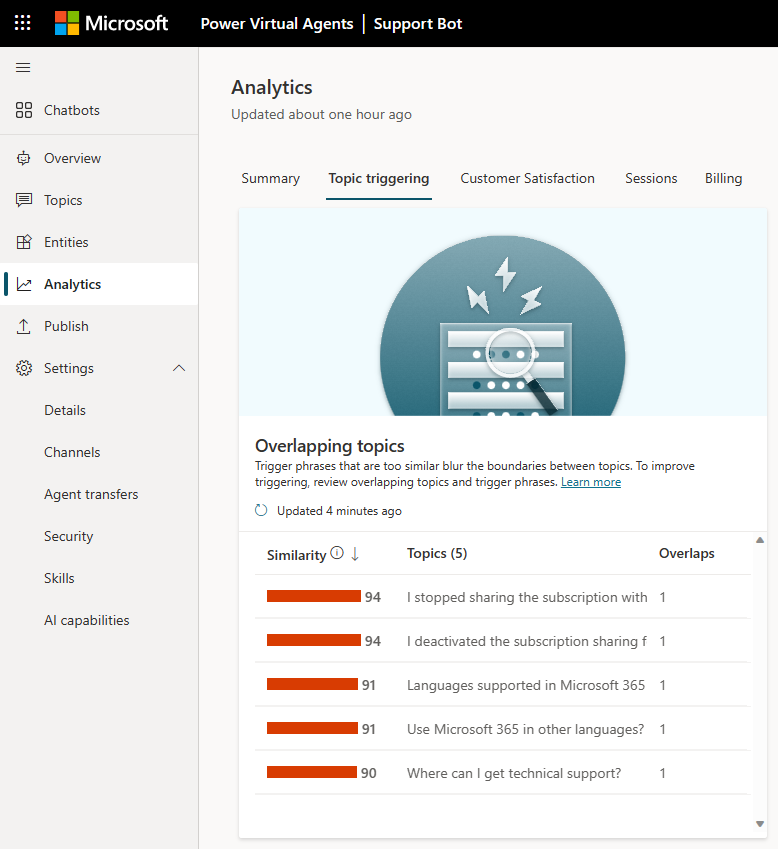 Microsoft Power Virtual Agents | Support Bot
Chatbots
Overview
Topics
Entities
Analytics
Publish
Settings
Details
Channels
Agent transfers
Security
Skills
AI capabilities
Analytics
Updated about one hour ago
Summary Topic triggering Customer Satisfaction Sessions Billing
Overlapping topics
Trigger phrases that are too similar blur the boundaries between topics. To improve
triggering, review overlapping topics and trigger phrases. Learn more
Updated 4 minutes ago
Similarity ↓ Topics (5) Overlaps
94 I stopped sharing the subscription with 1
94 I deactivated the subscription sharing f 1
91 Languages supported in Microsoft 365 1
91 Use Microsoft 365 in other languages? 1
90 Where can I get technical support? 1